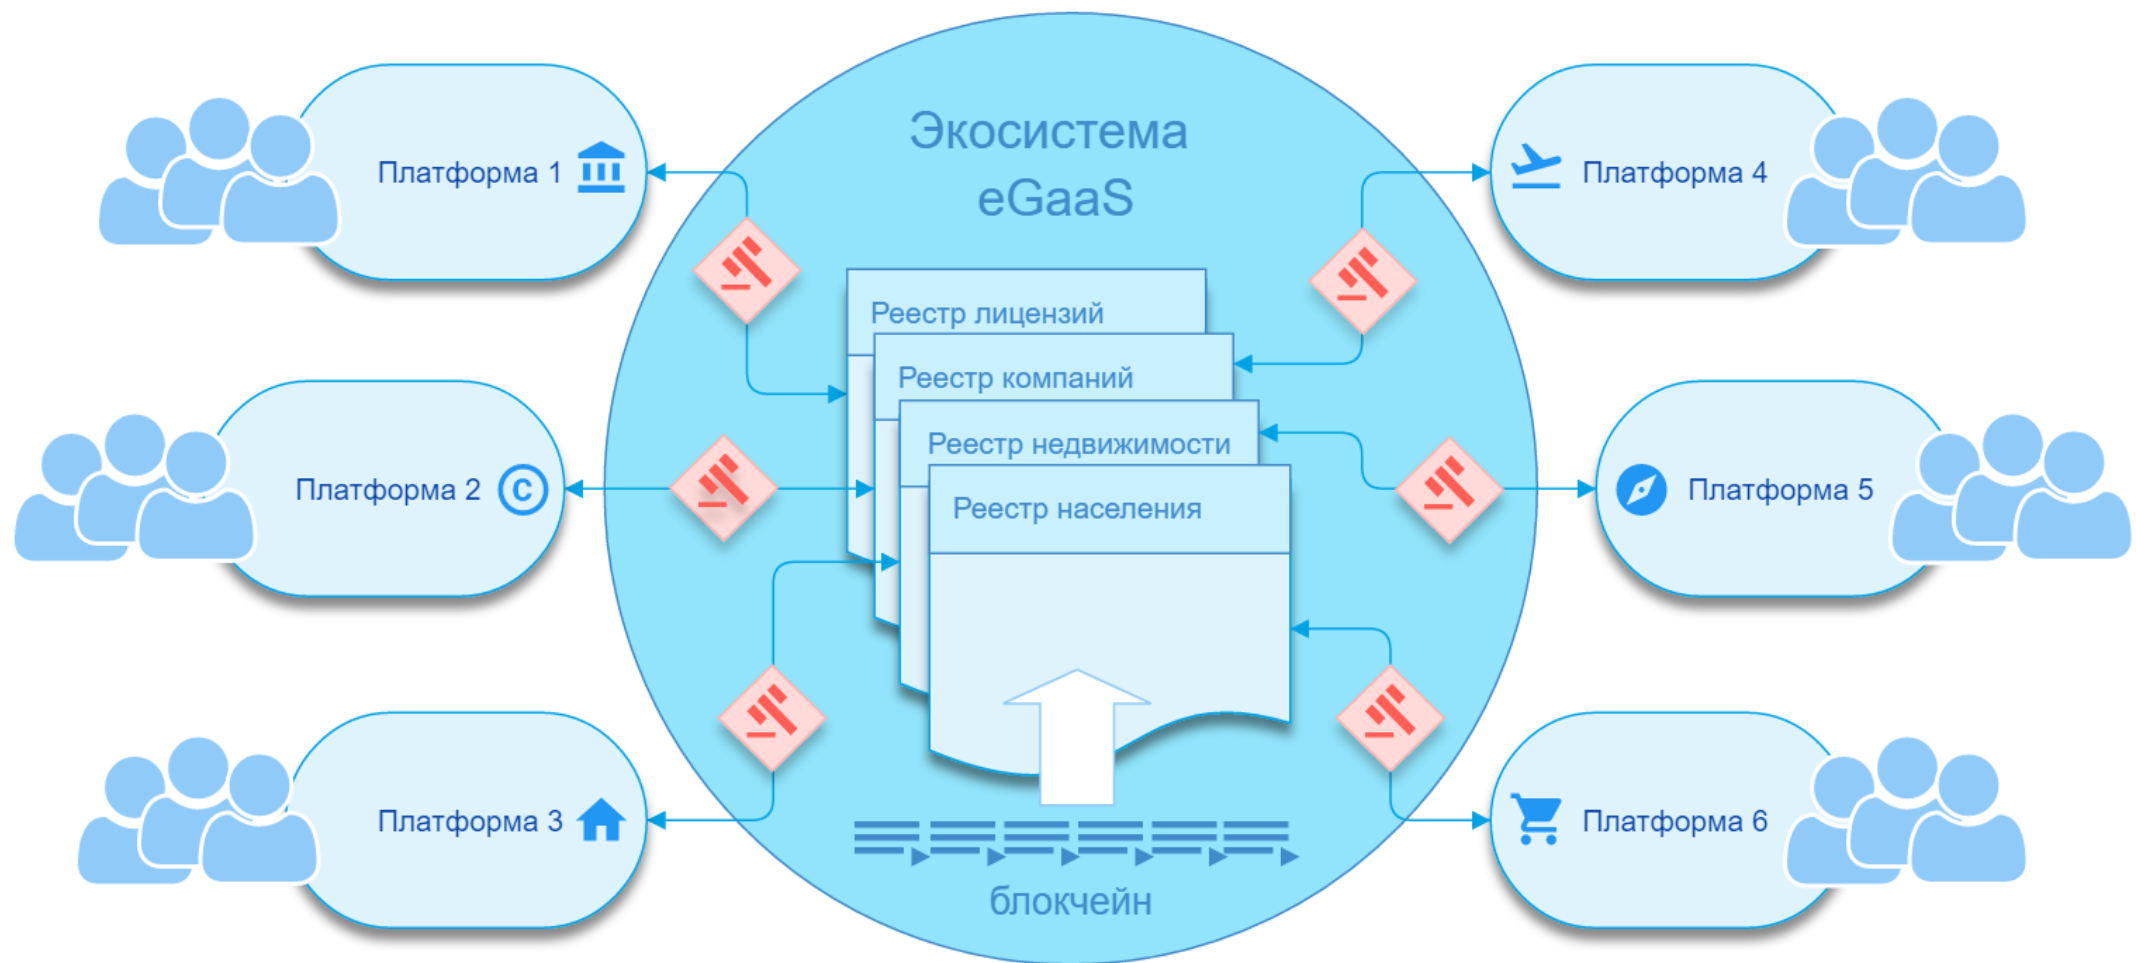 Экосистема
eGaaS
Платформа 1
Платформа 4
Реестр лицензий
Реестр компаний
Реестр недвижимости
Реестр населения
Платформа 2
C
Платформа 5
Платформа 3
Платформа 6
блокчейн